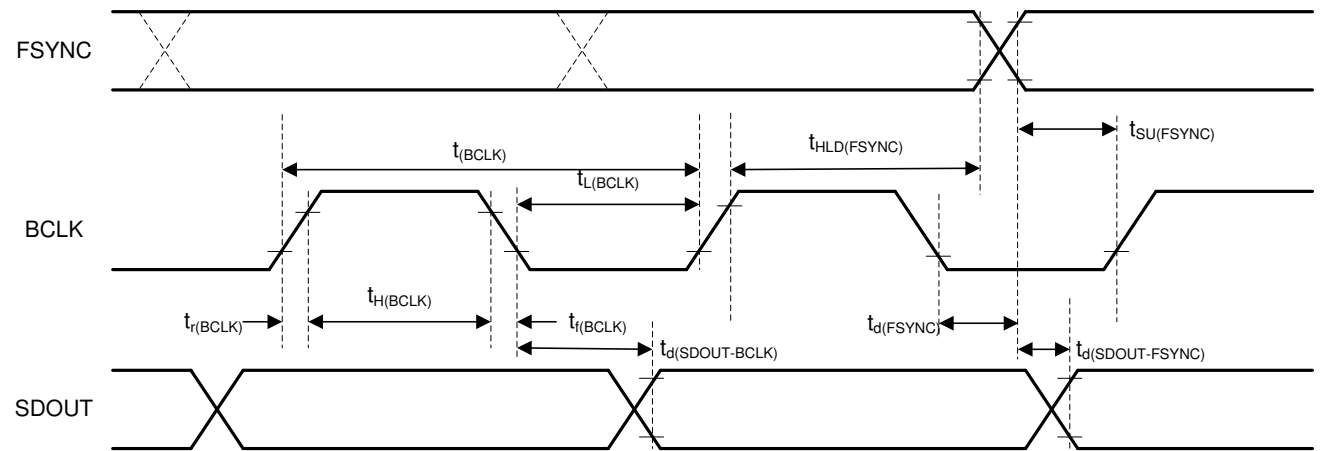 FSYNC
t(BCLK)
tHLD(FSYNC)
tSU(FSYNC)
tL(BCLK)
BCLK
tr(BCLK)
tH(BCLK)
tf(BCLK)
td(FSYNC)
td(SDOUT-BCLK)
td(SDOUT-FSYNC)
SDOUT